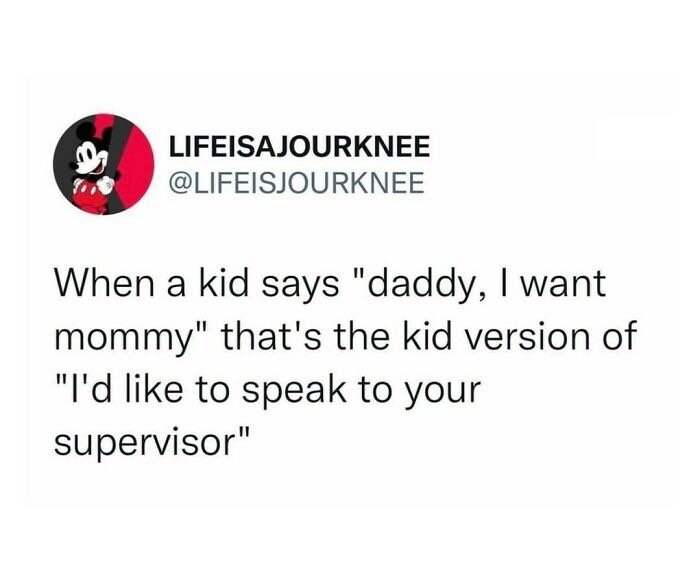 LIFEISAJOURKNEE
@LIFEISJOURKNEE
When a kid says "daddy, I want
mommy" that's the kid version of
"I'd like to speak to your
supervisor"